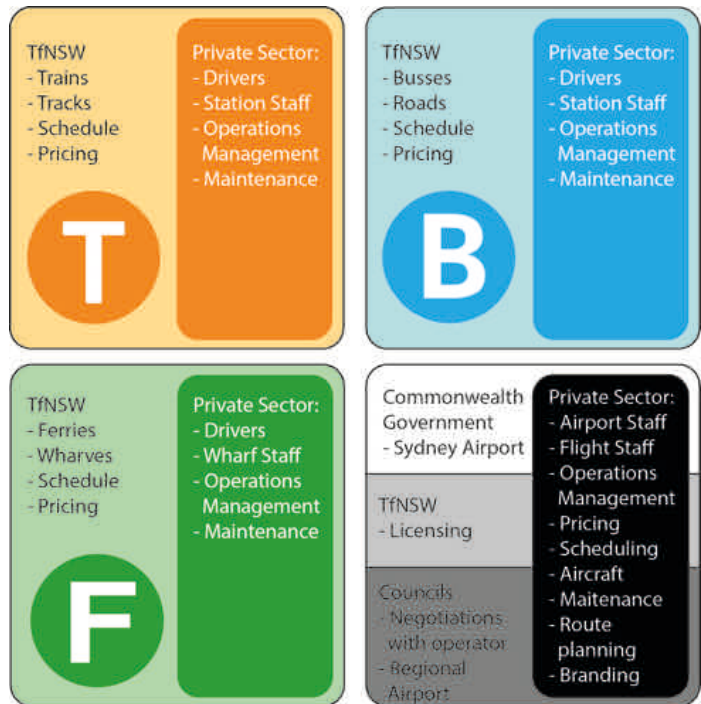 TfNSW
- Trains
- Tracks
- Schedule
- Pricing
T
Private Sector:
- Drivers
- Station Staff
- Operations
Management
- Maintenance
TfNSW
- Busses
- Roads
- Schedule
- Pricing
B
Private Sector:
- Drivers
- Station Staff
- Operations
Management
- Maintenance
TfNSW
- Ferries
- Wharves
- Schedule
- Pricing
F
Private Sector:
- Drivers
- Wharf Staff
- Operations
Management
- Maintenance
Commonwealth
Government
- Sydney Airport
TfNSW
- Licensing
Councils
- Negotiations
with operator
- Regional
Airport
Private Sector:
- Airport Staff
- Flight Staff
- Operations
Management
- Pricing
- Scheduling
- Aircraft
- Maitenance
- Route
planning
- Branding